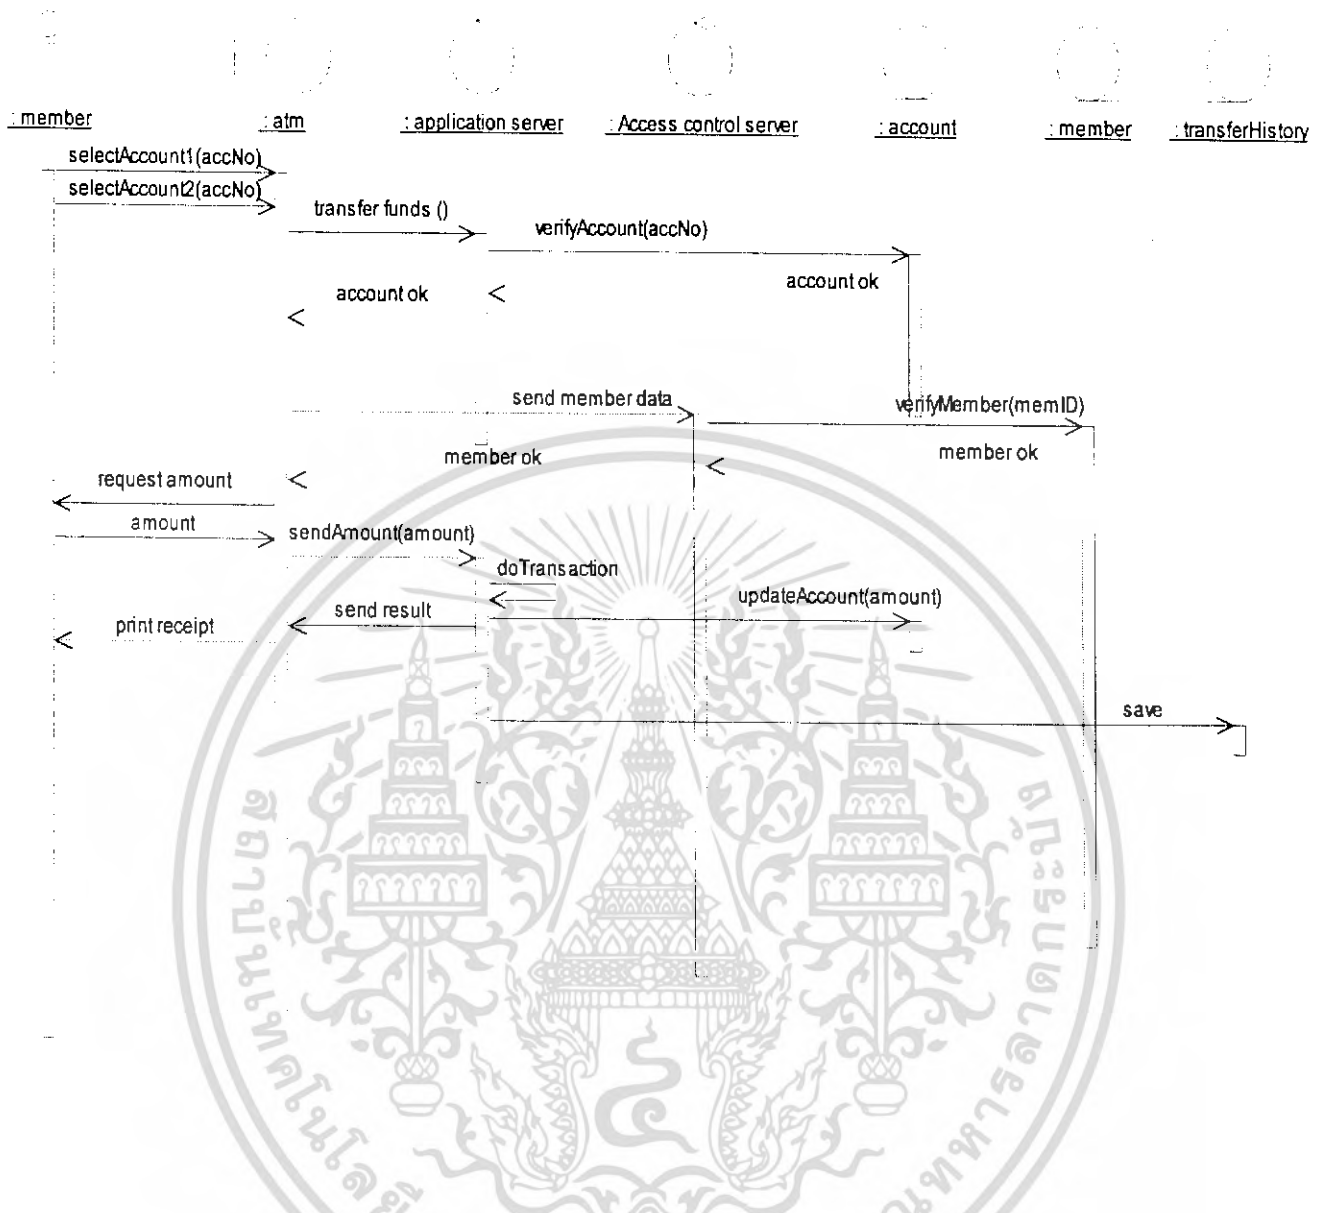 : member
: atm
: application server
: Access control server
: account
: member
: transferHistory
selectAccount1(accNo)
selectAccount2(accNo)
transfer funds ()
verifyAccount(accNo)
account ok
account ok
send member data
verifyMember(memID)
member ok
member ok
request amount
amount
sendAmount(amount)
doTransaction
updateAccount(amount)
send result
print receipt
save